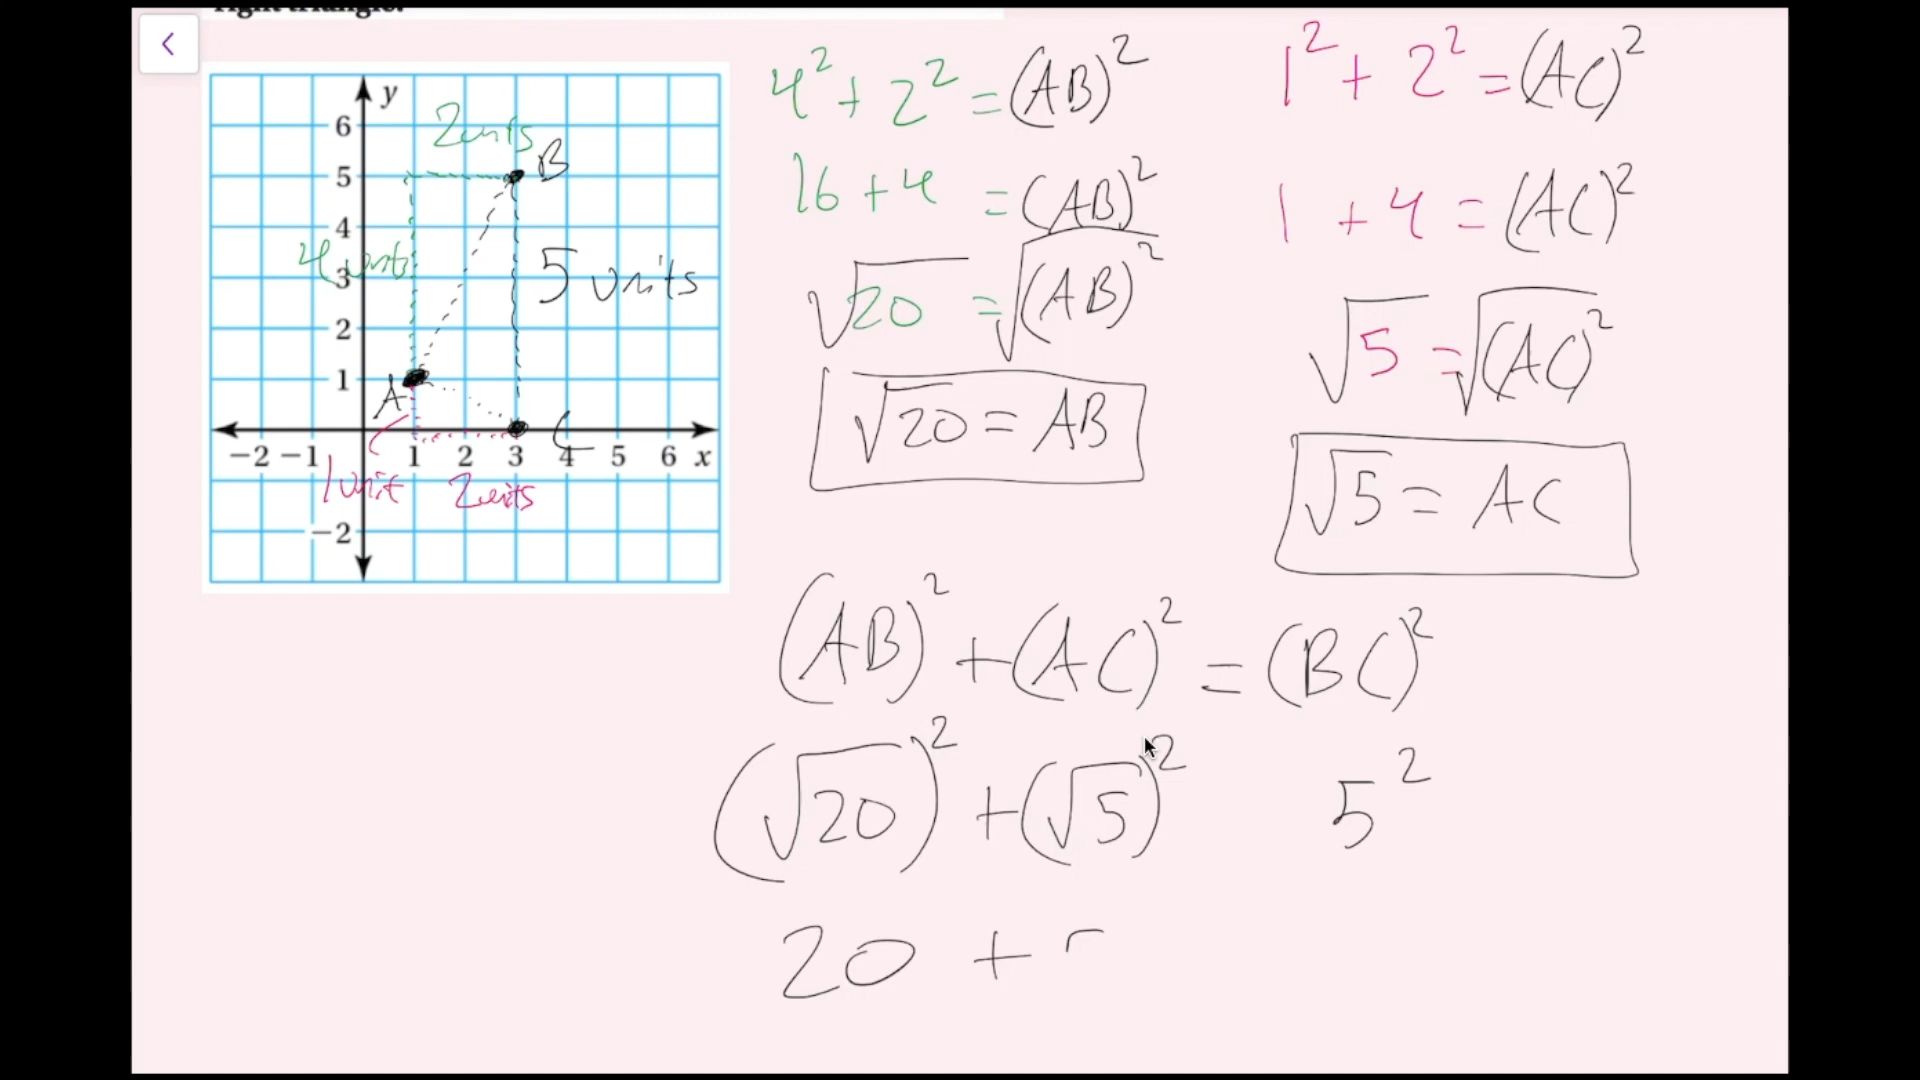 right triangle.
4² + 2² = (AB)²
16 + 4 = (AB)²
√20 = √(AB)²
√20 = AB
1² + 2² = (AC)²
1 + 4 = (AC)²
√5 = √(AC)²
√5 = AC
y
6
5
4
3
2
1
-2
-2 -1 1 2 3 4 5 6 x
2 units
B
4 units
5 units
A
C
1 unit 2 units
(AB)² + (AC)² = (BC)²
(√20)² + (√5)² 5²
20 +